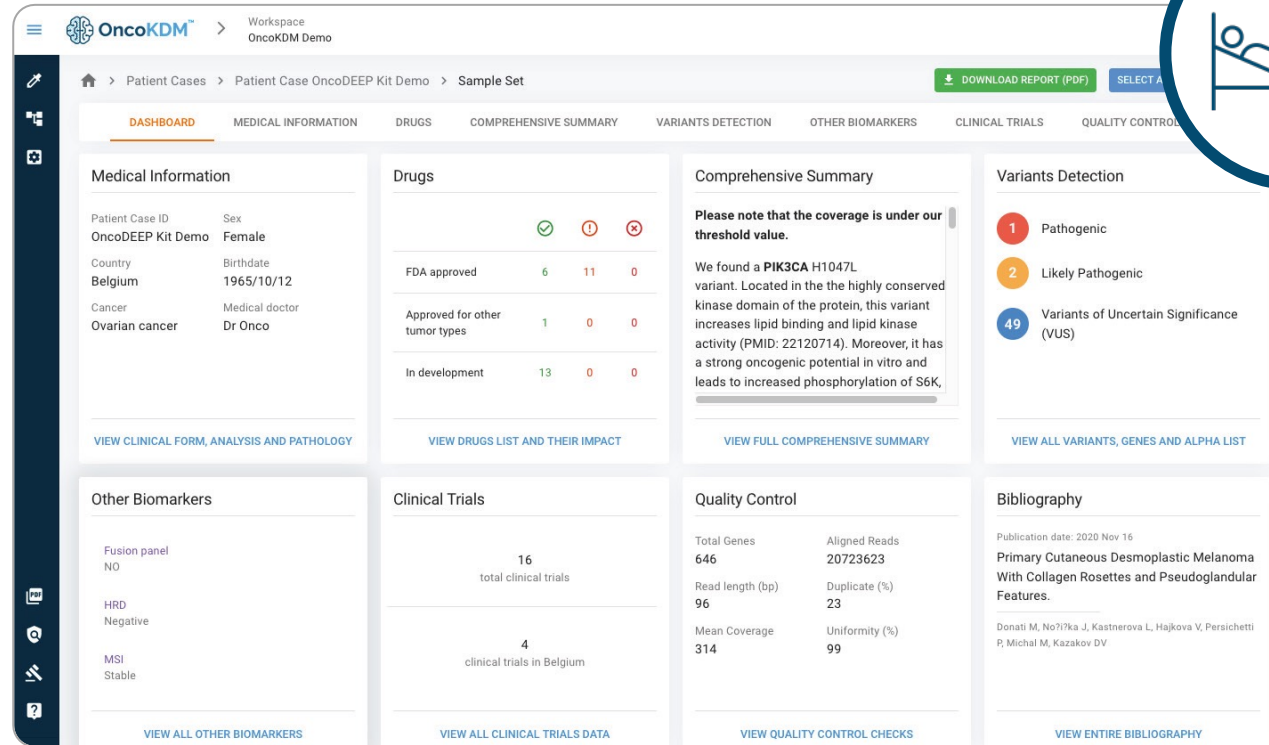 OncoKDM™
Workspace
OncoKDM Demo
Patient Cases > Patient Case OncoDEEP Kit Demo > Sample Set
DOWNLOAD REPORT (PDF)
SELECT A
DASHBOARD MEDICAL INFORMATION DRUGS COMPREHENSIVE SUMMARY VARIANTS DETECTION OTHER BIOMARKERS CLINICAL TRIALS QUALITY CONTROL
Medical Information
Patient Case ID Sex
OncoDEEP Kit Demo Female
Country Birthdate
Belgium 1965/10/12
Cancer Medical doctor
Ovarian cancer Dr Onco
VIEW CLINICAL FORM, ANALYSIS AND PATHOLOGY
Drugs
FDA approved 6 11 0
Approved for other
tumor types 1 0 0
In development 13 0 0
VIEW DRUGS LIST AND THEIR IMPACT
Comprehensive Summary
Please note that the coverage is under our
threshold value.
We found a PIK3CA H1047L
variant. Located in the the highly conserved
kinase domain of the protein, this variant
increases lipid binding and lipid kinase
activity (PMID: 22120714). Moreover, it has
a strong oncogenic potential in vitro and
leads to increased phosphorylation of S6K,
VIEW FULL COMPREHENSIVE SUMMARY
Variants Detection
1 Pathogenic
2 Likely Pathogenic
49 Variants of Uncertain Significance
(VUS)
VIEW ALL VARIANTS, GENES AND ALPHA LIST
Other Biomarkers
Fusion panel
NO
HRD
Negative
MSI
Stable
VIEW ALL OTHER BIOMARKERS
Clinical Trials
16
total clinical trials
4
clinical trials in Belgium
VIEW ALL CLINICAL TRIALS DATA
Quality Control
Total Genes Aligned Reads
646 20723623
Read length (bp) Duplicate (%)
96 23
Mean Coverage Uniformity (%)
314 99
VIEW QUALITY CONTROL CHECKS
Bibliography
Publication date: 2020 Nov 16
Primary Cutaneous Desmoplastic Melanoma
With Collagen Rosettes and Pseudoglandular
Features.
Donati M, No?i?ka J, Kastnerova L, Hajkova V, Persichetti
P, Michal M, Kazakov DV
VIEW ENTIRE BIBLIOGRAPHY
PDF